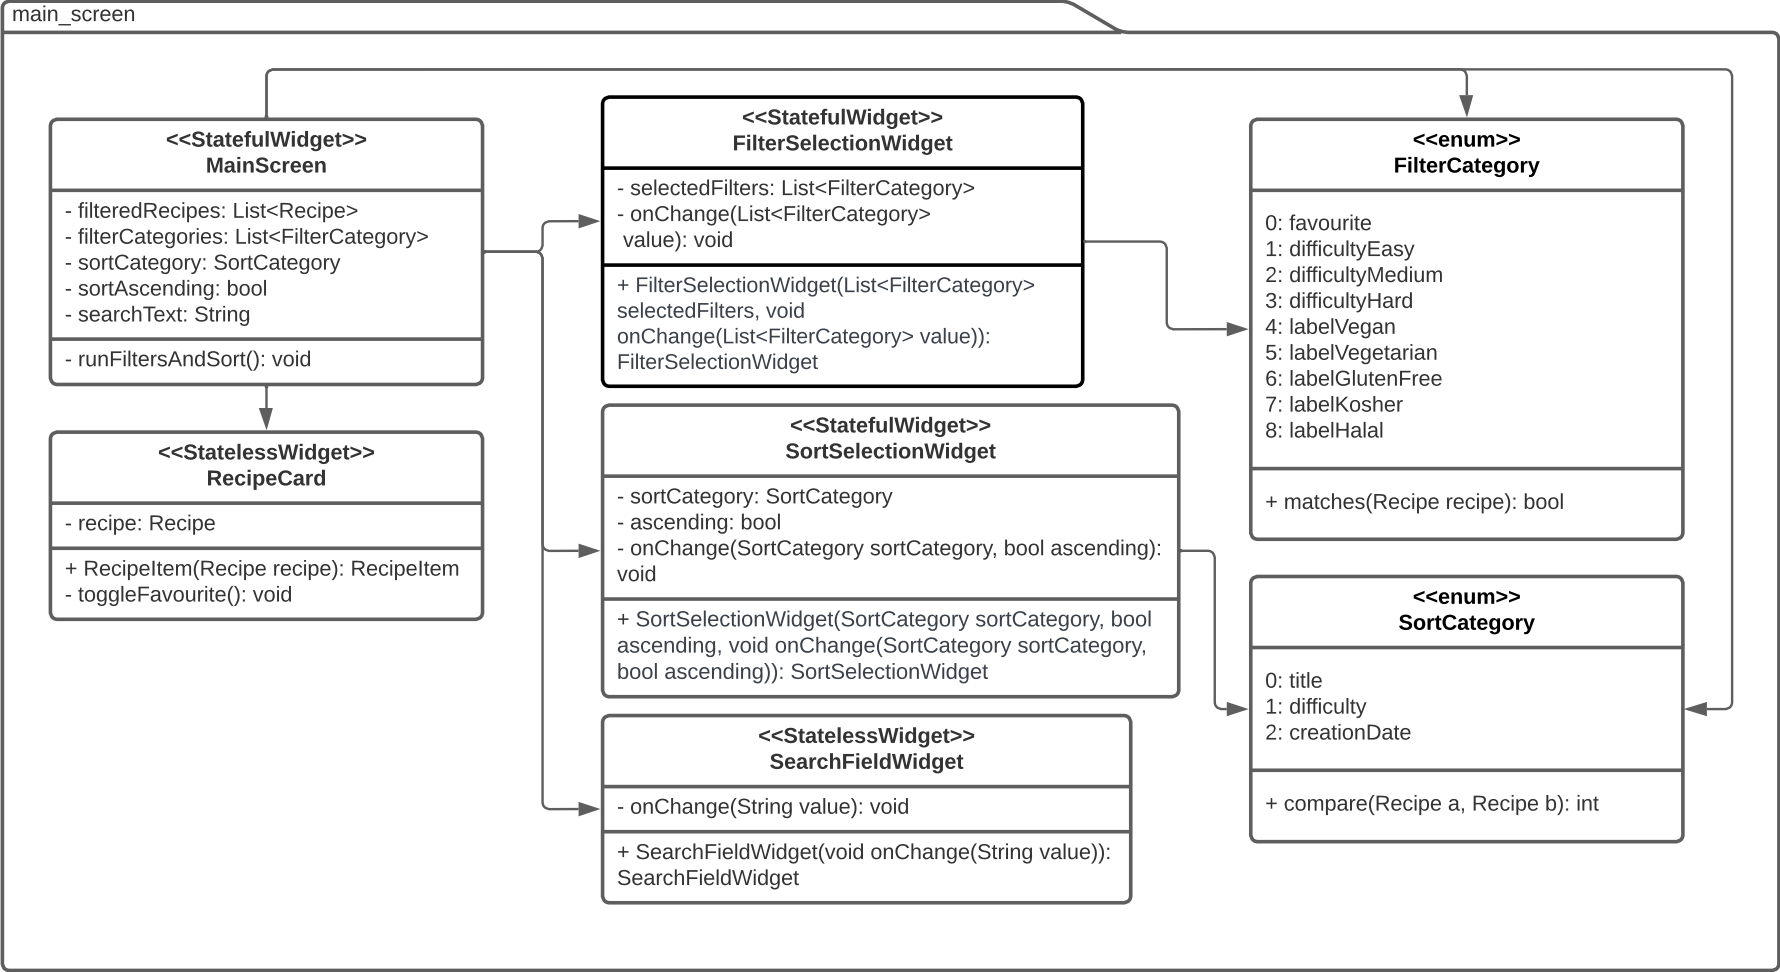 main_screen
<<StatefulWidget>>
MainScreen
- filteredRecipes: List<Recipe>
- filterCategories: List<FilterCategory>
- sortCategory: SortCategory
- sortAscending: bool
- searchText: String
- runFiltersAndSort(): void
<<StatelessWidget>>
RecipeCard
- recipe: Recipe
+ RecipeItem(Recipe recipe): RecipeItem
- toggleFavourite(): void
<<StatefulWidget>>
FilterSelectionWidget
- selectedFilters: List<FilterCategory>
- onChange(List<FilterCategory>
value): void
+ FilterSelectionWidget(List<FilterCategory>
selectedFilters, void
onChange(List<FilterCategory> value)):
FilterSelectionWidget
<<StatefulWidget>>
SortSelectionWidget
- sortCategory: SortCategory
- ascending: bool
- onChange(SortCategory sortCategory, bool ascending):
void
+ SortSelectionWidget(SortCategory sortCategory, bool
ascending, void onChange(SortCategory sortCategory,
bool ascending)): SortSelectionWidget
<<StatelessWidget>>
SearchFieldWidget
- onChange(String value): void
+ SearchFieldWidget(void onChange(String value)):
SearchFieldWidget
<<enum>>
FilterCategory
0: favourite
1: difficultyEasy
2: difficultyMedium
3: difficultyHard
4: labelVegan
5: labelVegetarian
6: labelGlutenFree
7: labelKosher
8: labelHalal
+ matches(Recipe recipe): bool
<<enum>>
SortCategory
0: title
1: difficulty
2: creationDate
+ compare(Recipe a, Recipe b): int